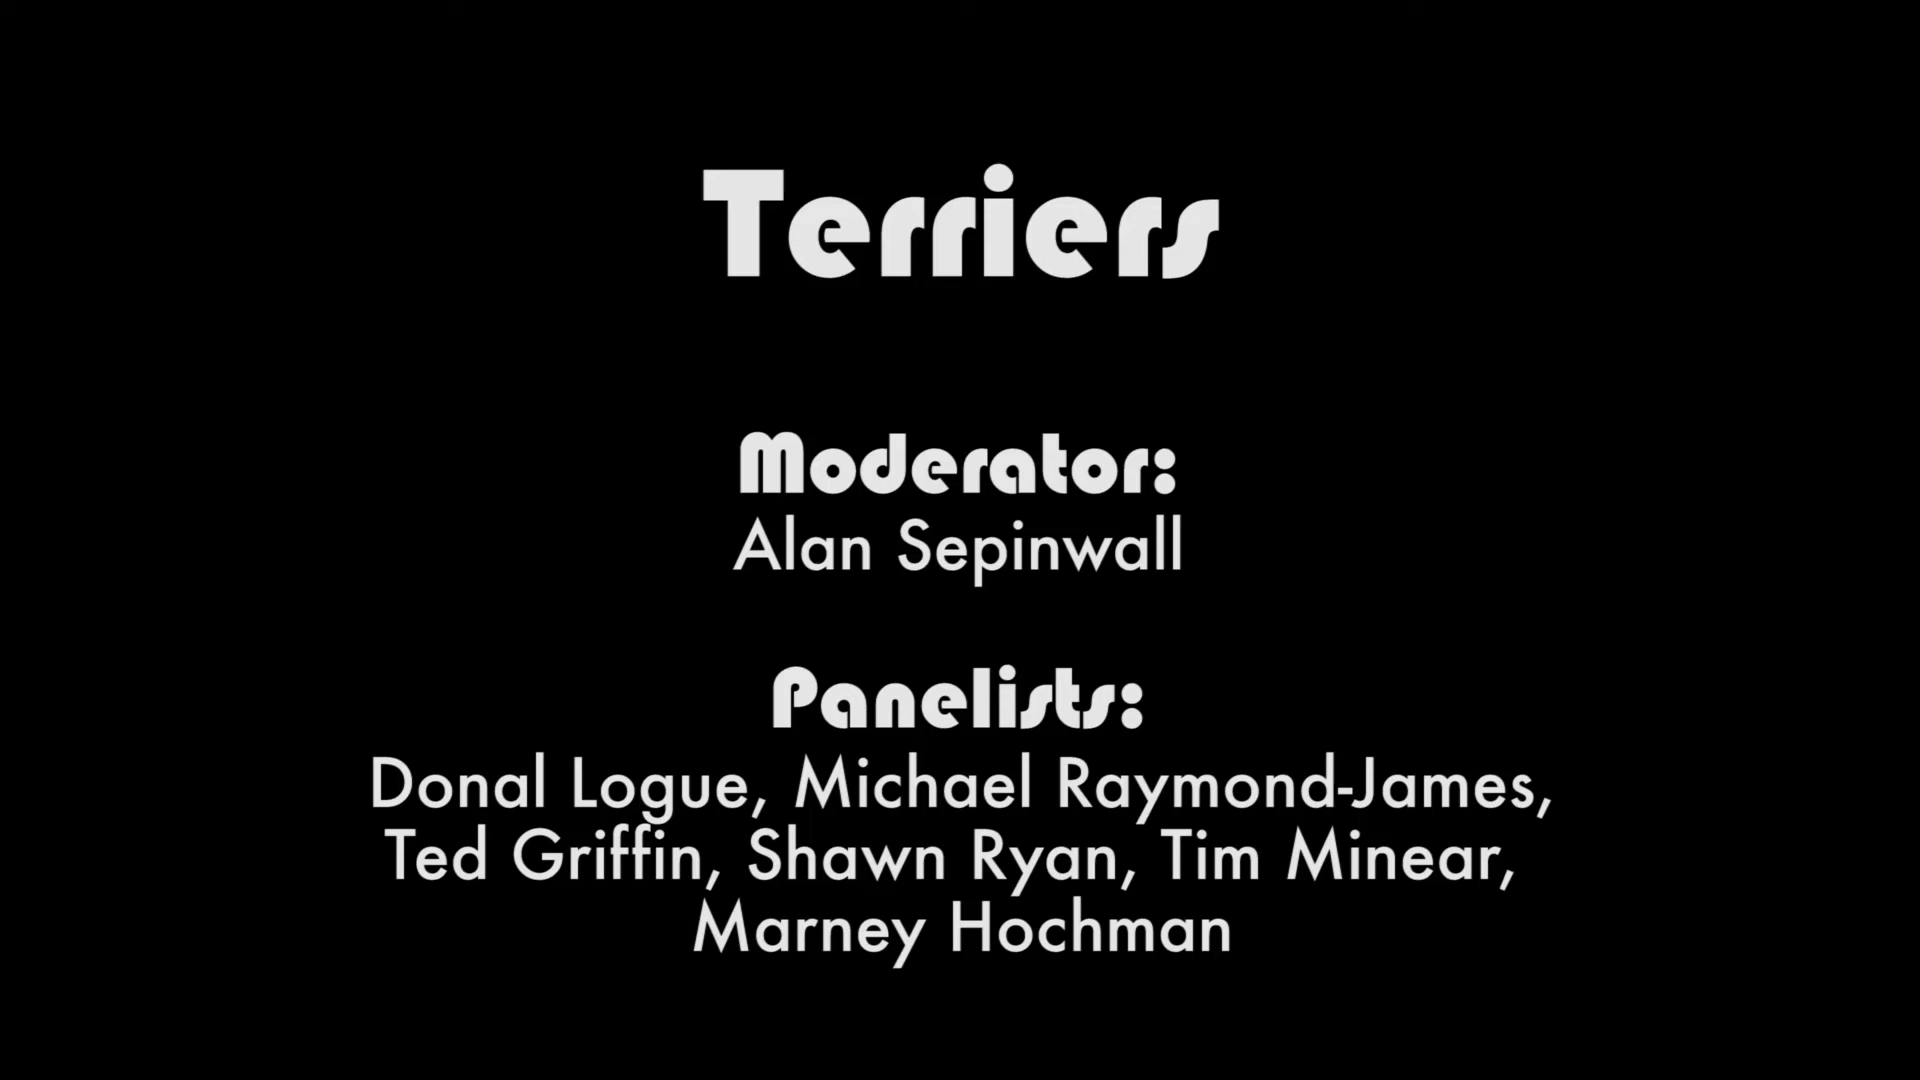 Terriers
Moderator:
Alan Sepinwall
Panelists:
Donal Logue, Michael Raymond-James,
Ted Griffin, Shawn Ryan, Tim Minear,
Marney Hochman